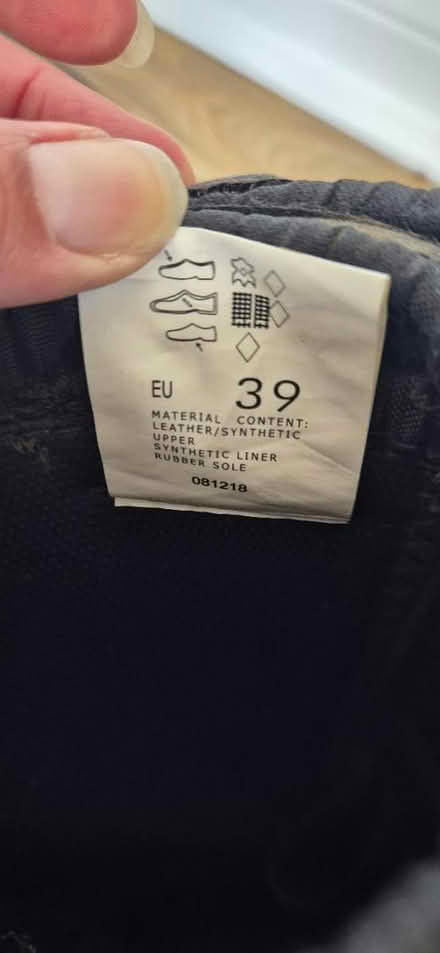 EU 39
MATERIAL CONTENT:
LEATHER/SYNTHETIC
UPPER
SYNTHETIC LINER
RUBBER SOLE
081218